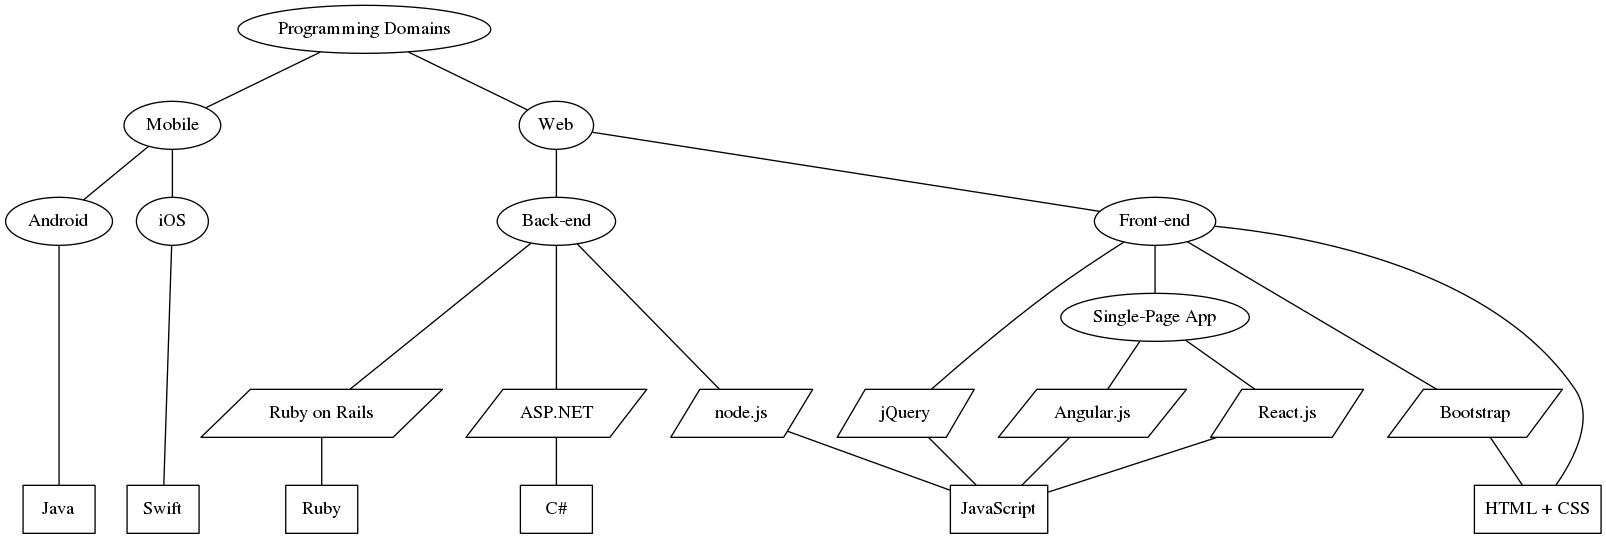 Programming Domains
Mobile
Web
Android
iOS
Back-end
Front-end
Single-Page App
Ruby on Rails
ASP.NET
node.js
jQuery
Angular.js
React.js
Bootstrap
Java
Swift
Ruby
C#
JavaScript
HTML + CSS